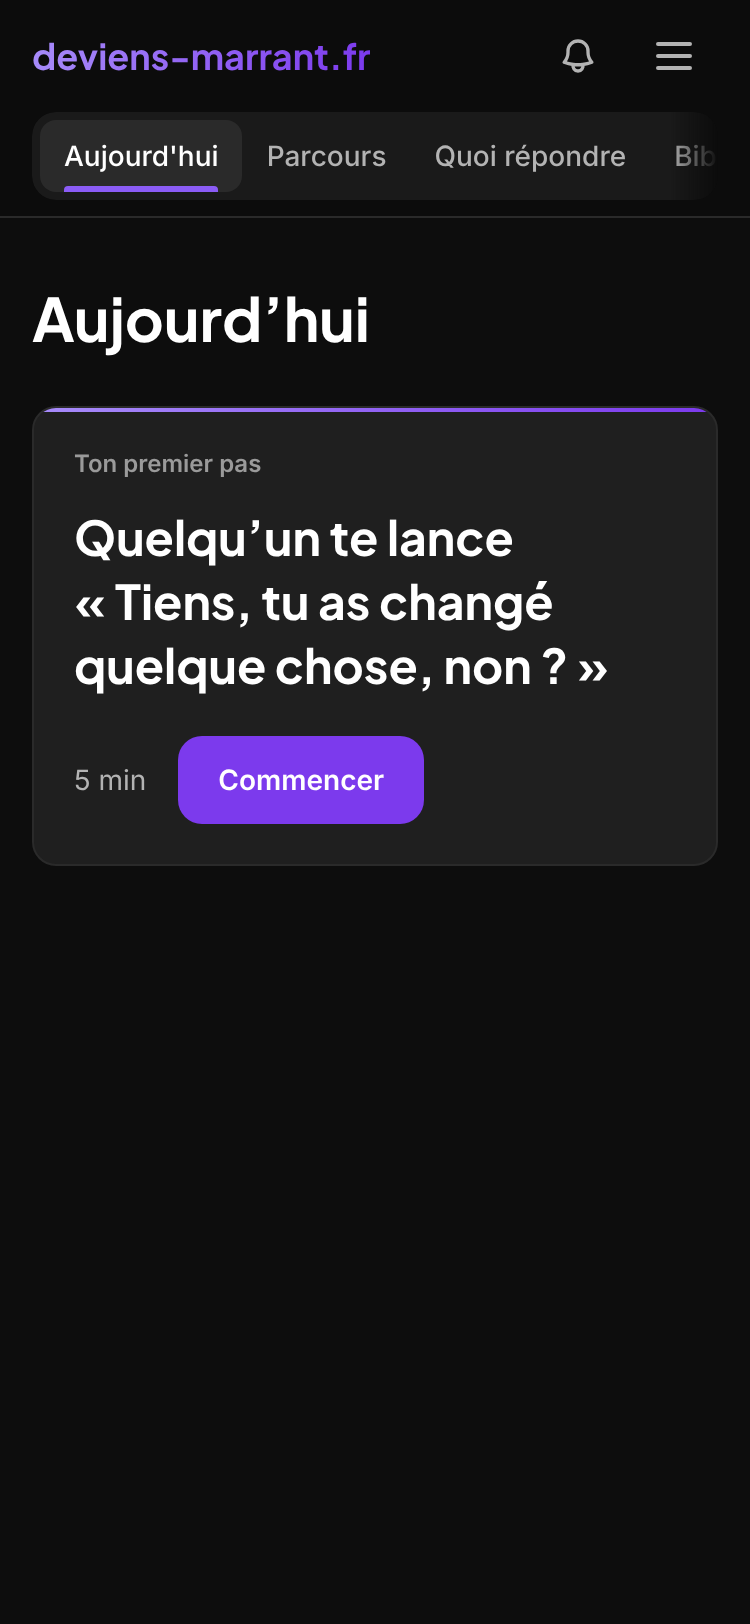 deviens-marrant.fr
Aujourd'hui Parcours Quoi répondre Bib
Aujourd’hui
Ton premier pas
Quelqu’un te lance
« Tiens, tu as changé
quelque chose, non ? »
5 min Commencer